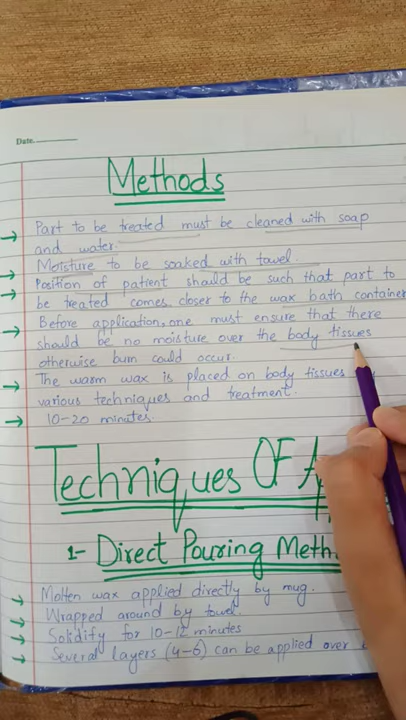 Date.
Methods
→ Part to be treated must be cleaned with soap
and water.
→ Moisture to be soaked with towel.
→ Position of patient should be such that part to
be treated comes closer to the wax bath container
→ Before application, one must ensure that there
should be no moisture over the body tissues
otherwise burn could occur.
→ The warm wax is placed on body tissues
various techniques and treatment.
→ 10-20 minutes.
Techniques OF
1- Direct Pouring Meth
→ Molten wax applied directly by mug.
→ Wrapped around by towel.
→ Solidify for 10-12 minutes
→ Several layers (4-6) can be applied over